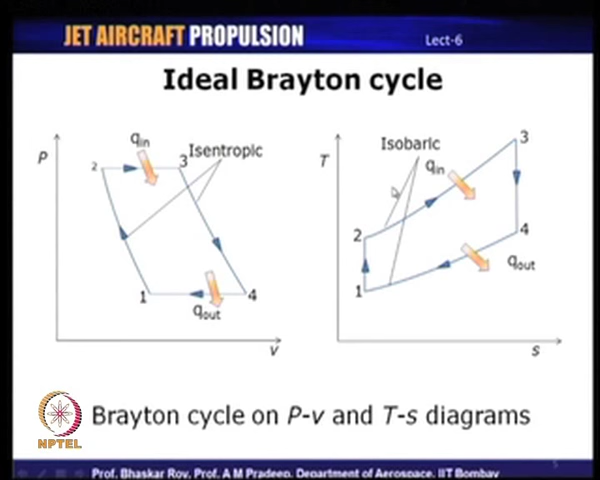 JET AIRCRAFT PROPULSION
Lect-6
Ideal Brayton cycle
P
qin
2
3
Isentropic
1
4
qout
v
T
Isobaric
qin
3
2
4
1
qout
s
NPTEL
Brayton cycle on P-v and T-s diagrams
5
Prof. Bhaskar Roy, Prof. A M Pradeep, Department of Aerospace, IIT Bombay